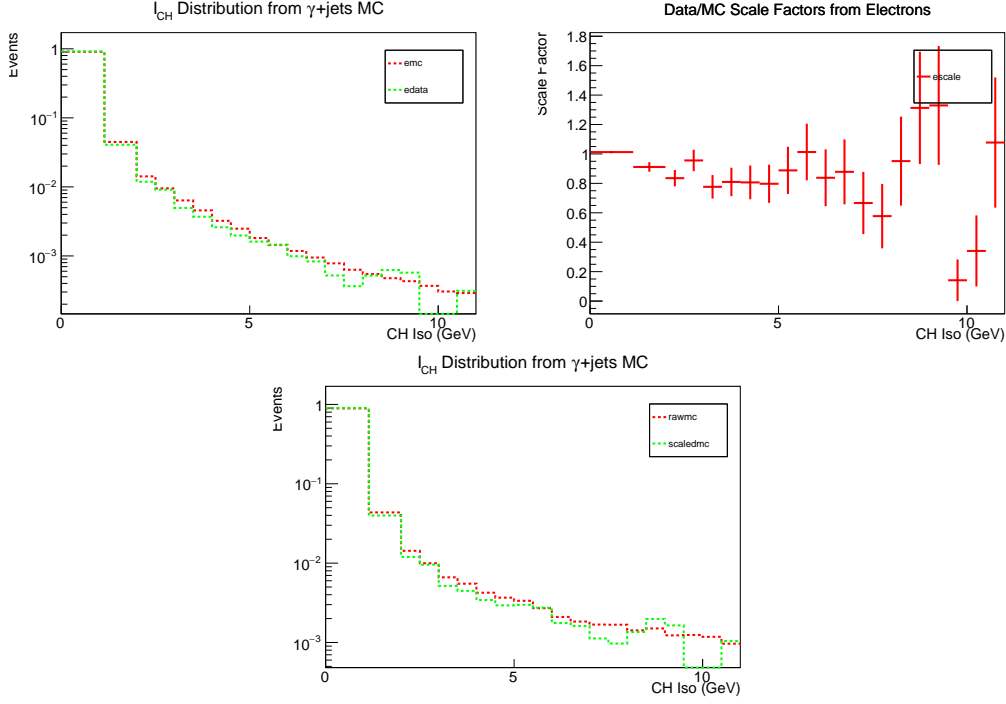 I_CH Distribution from γ+jets MC
Events
1
10⁻¹
10⁻²
10⁻³
0
5
10
CH Iso (GeV)
emc
edata
Data/MC Scale Factors from Electrons
Scale Factor
1.8
1.6
1.4
1.2
1
0.8
0.6
0.4
0.2
0
0
5
10
CH Iso (GeV)
escale
I_CH Distribution from γ+jets MC
Events
1
10⁻¹
10⁻²
10⁻³
0
5
10
CH Iso (GeV)
rawmc
scaledmc